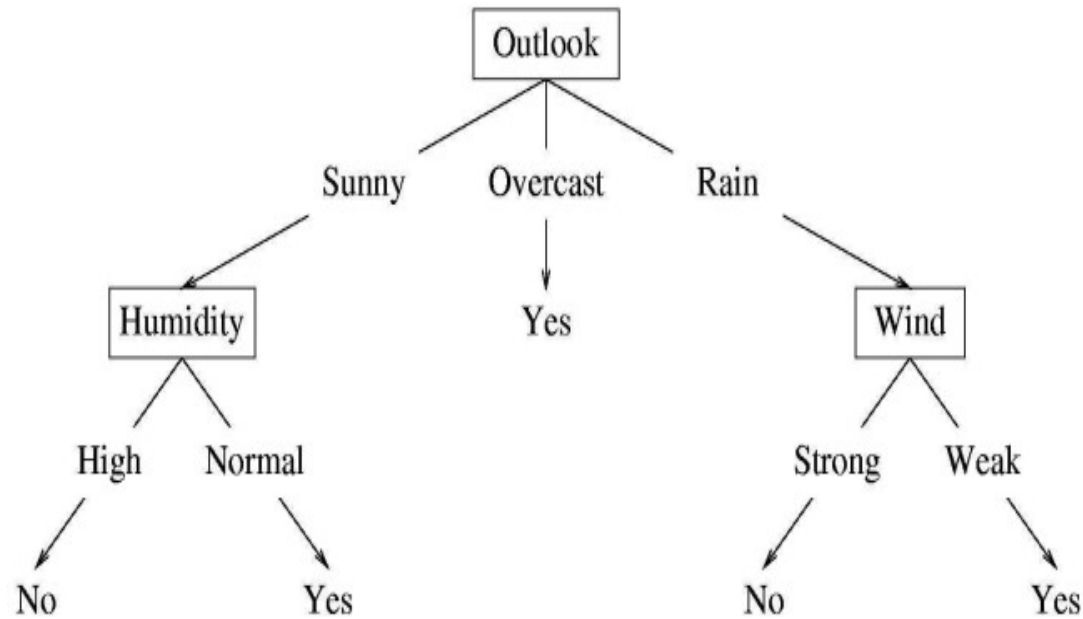 Outlook
Sunny Overcast Rain
Humidity Yes Wind
High Normal Strong Weak
No Yes No Yes